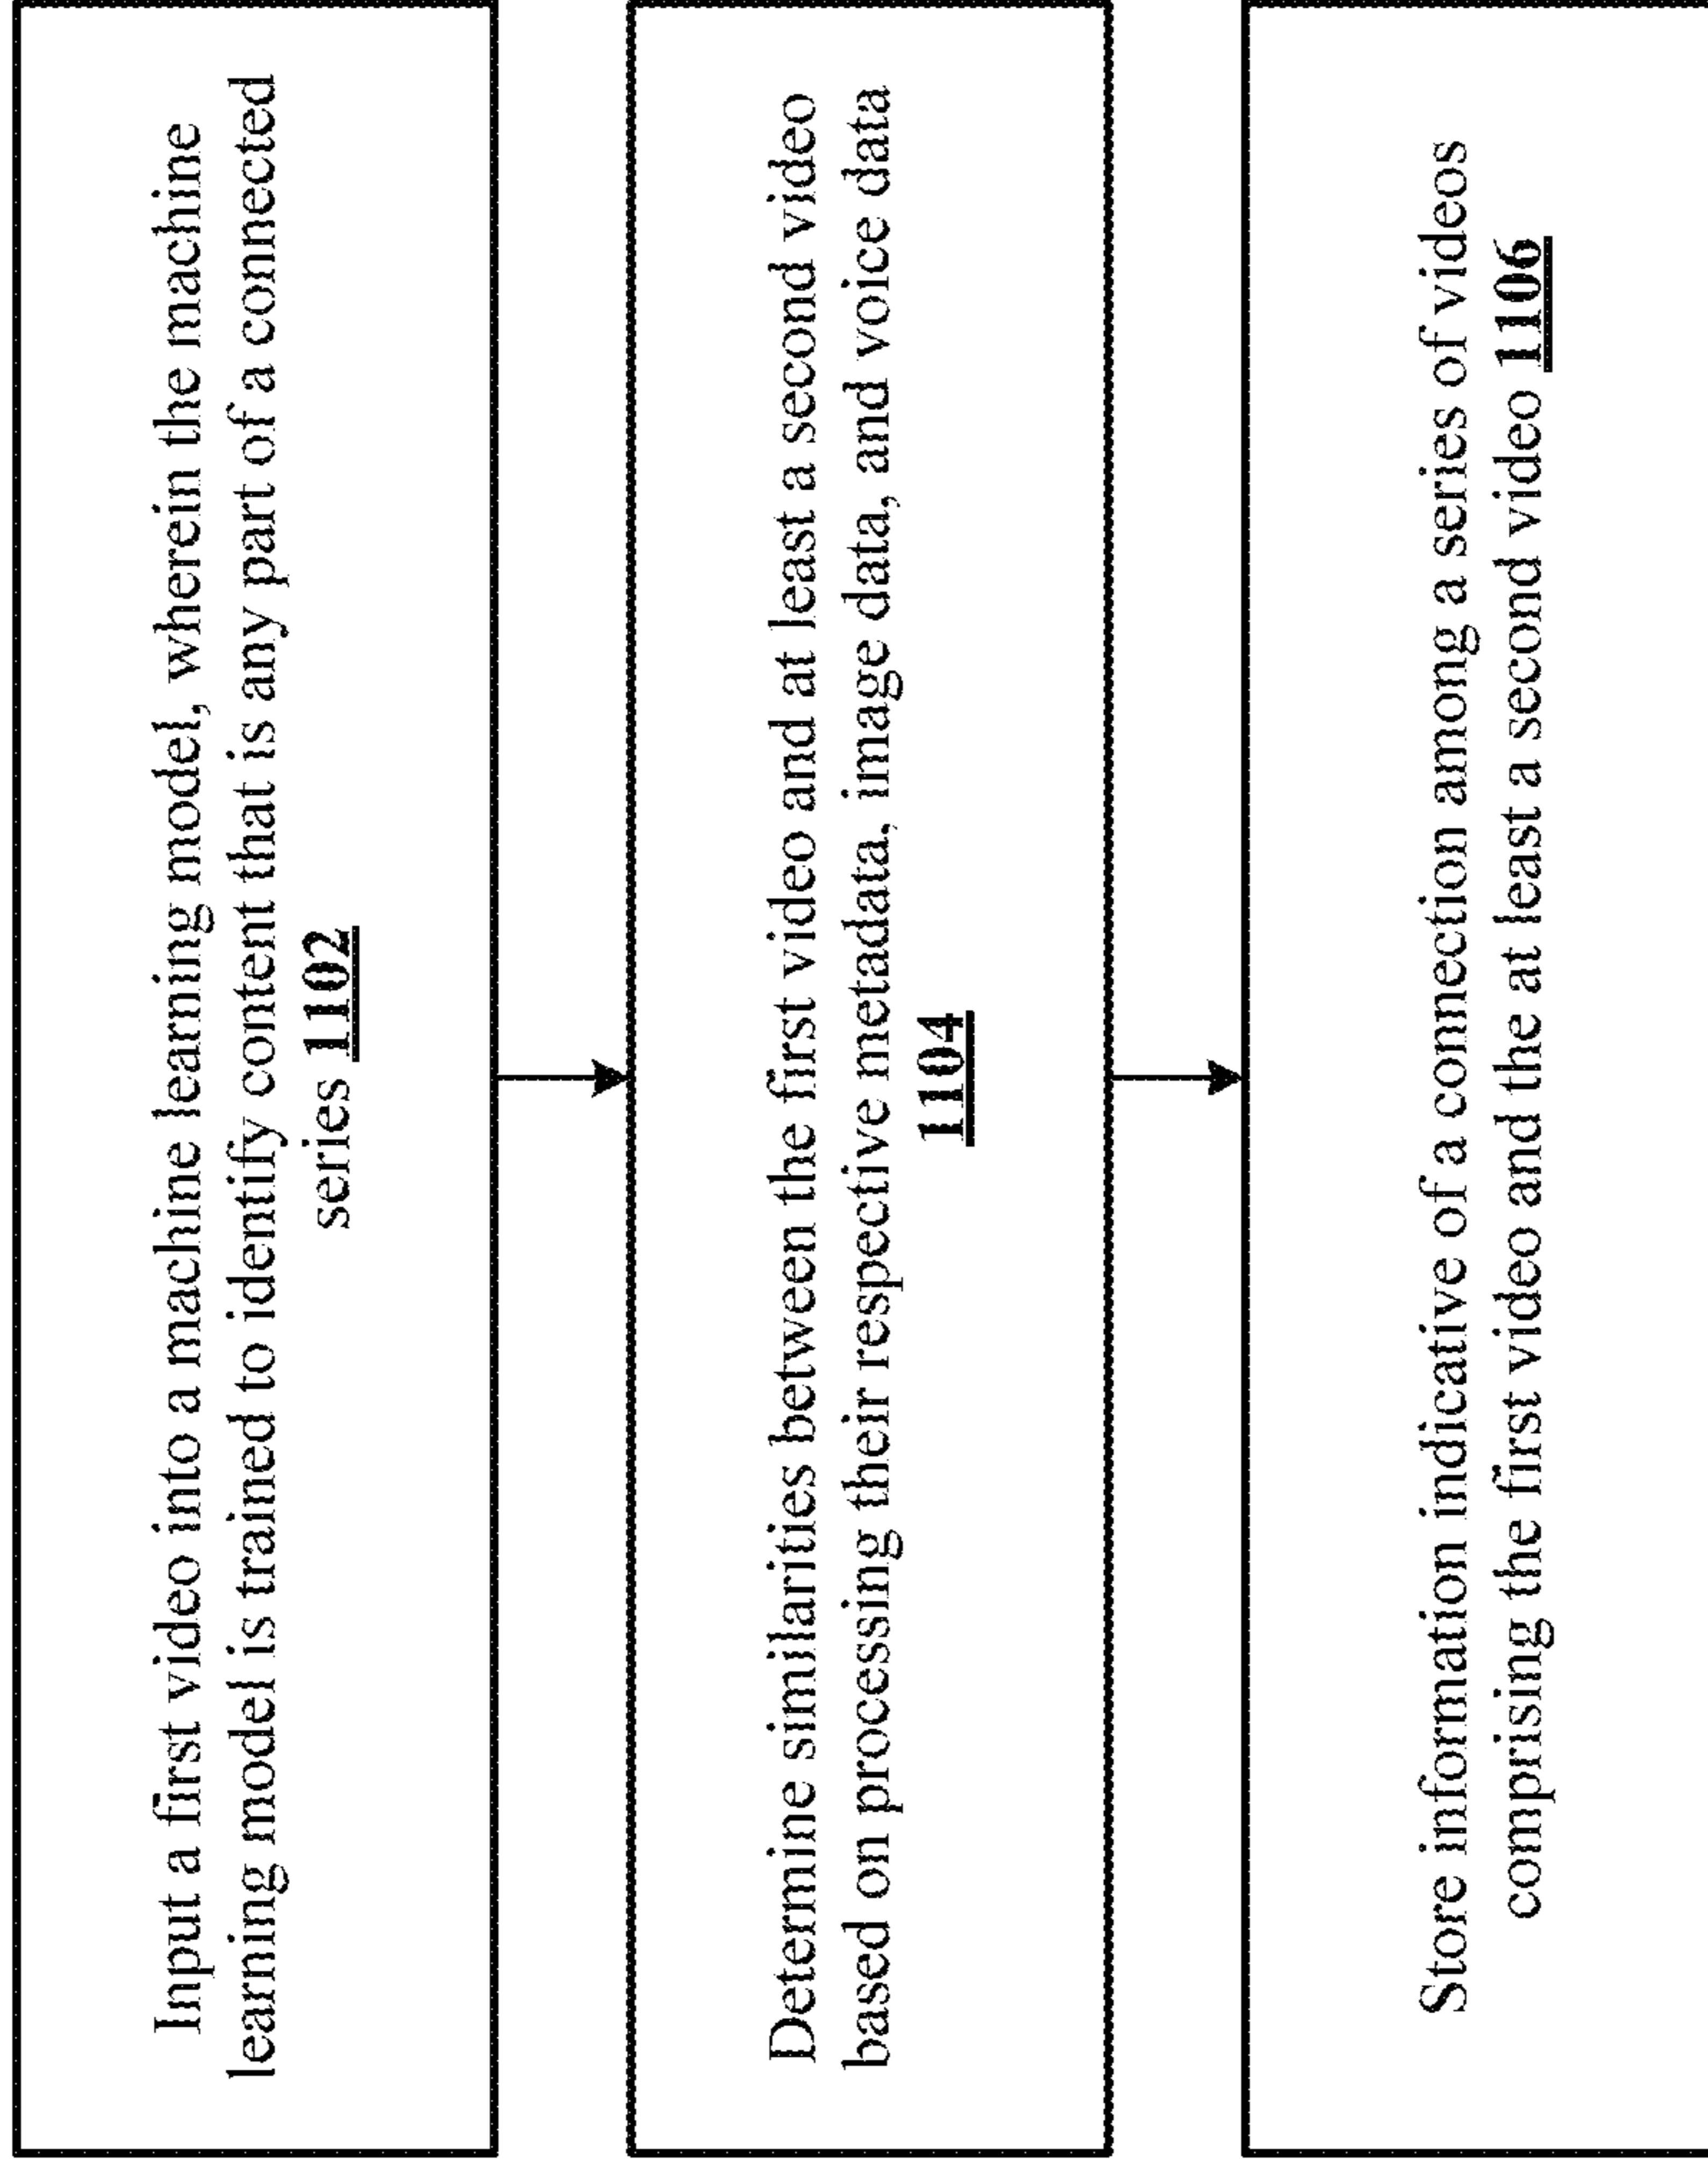 Input a first video into a machine learning model, wherein the machine
learning model is trained to identify content that is any part of a connected
series 1102
Determine similarities between the first video and at least a second video
based on processing their respective metadata, image data, and voice data
1104
Store information indicative of a connection among a series of videos
comprising the first video and the at least a second video 1106